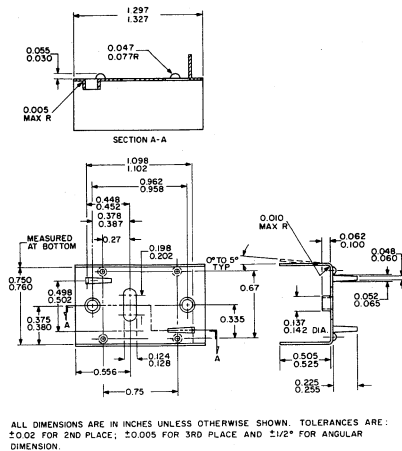 1.297
1.327
0.055
0.030
0.047
0.077R
0.005
MAX R
SECTION A-A
1.098
1.102
0.962
0.958
0.448
0.452
0.378
0.387
0.010
MAX R
0.062
0.100
MEASURED
AT BOTTOM
0.27
0.198
0.202
0° TO 5°
TYP
0.048
0.060
0.750
0.760
0.498
0.502
0.67
0.052
0.065
0.375
0.380
A
0.335
0.137
0.142 DIA.
0.124
0.128
A
0.556
0.505
0.525
0.75
0.225
0.255
ALL DIMENSIONS ARE IN INCHES UNLESS OTHERWISE SHOWN. TOLERANCES ARE:
±0.02 FOR 2ND PLACE; ±0.005 FOR 3RD PLACE AND ±1/2° FOR ANGULAR
DIMENSION.